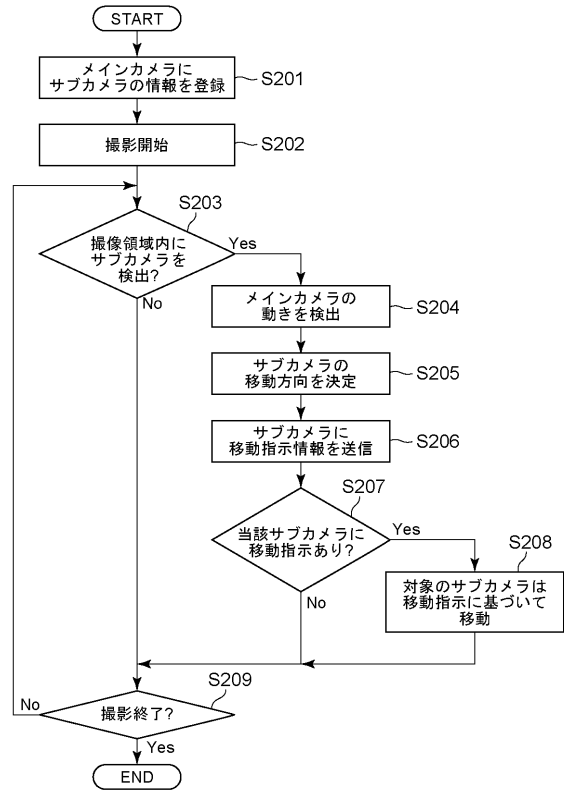 START
メインカメラに
サブカメラの情報を登録
S201
撮影開始
S202
S203
撮像領域内に
サブカメラを
検出?
Yes
No
メインカメラの
動きを検出
S204
サブカメラの
移動方向を決定
S205
サブカメラに
移動指示情報を送信
S206
S207
当該サブカメラに
移動指示あり?
Yes
No
S208
対象のサブカメラは
移動指示に基づいて
移動
S209
撮影終了?
No
Yes
END